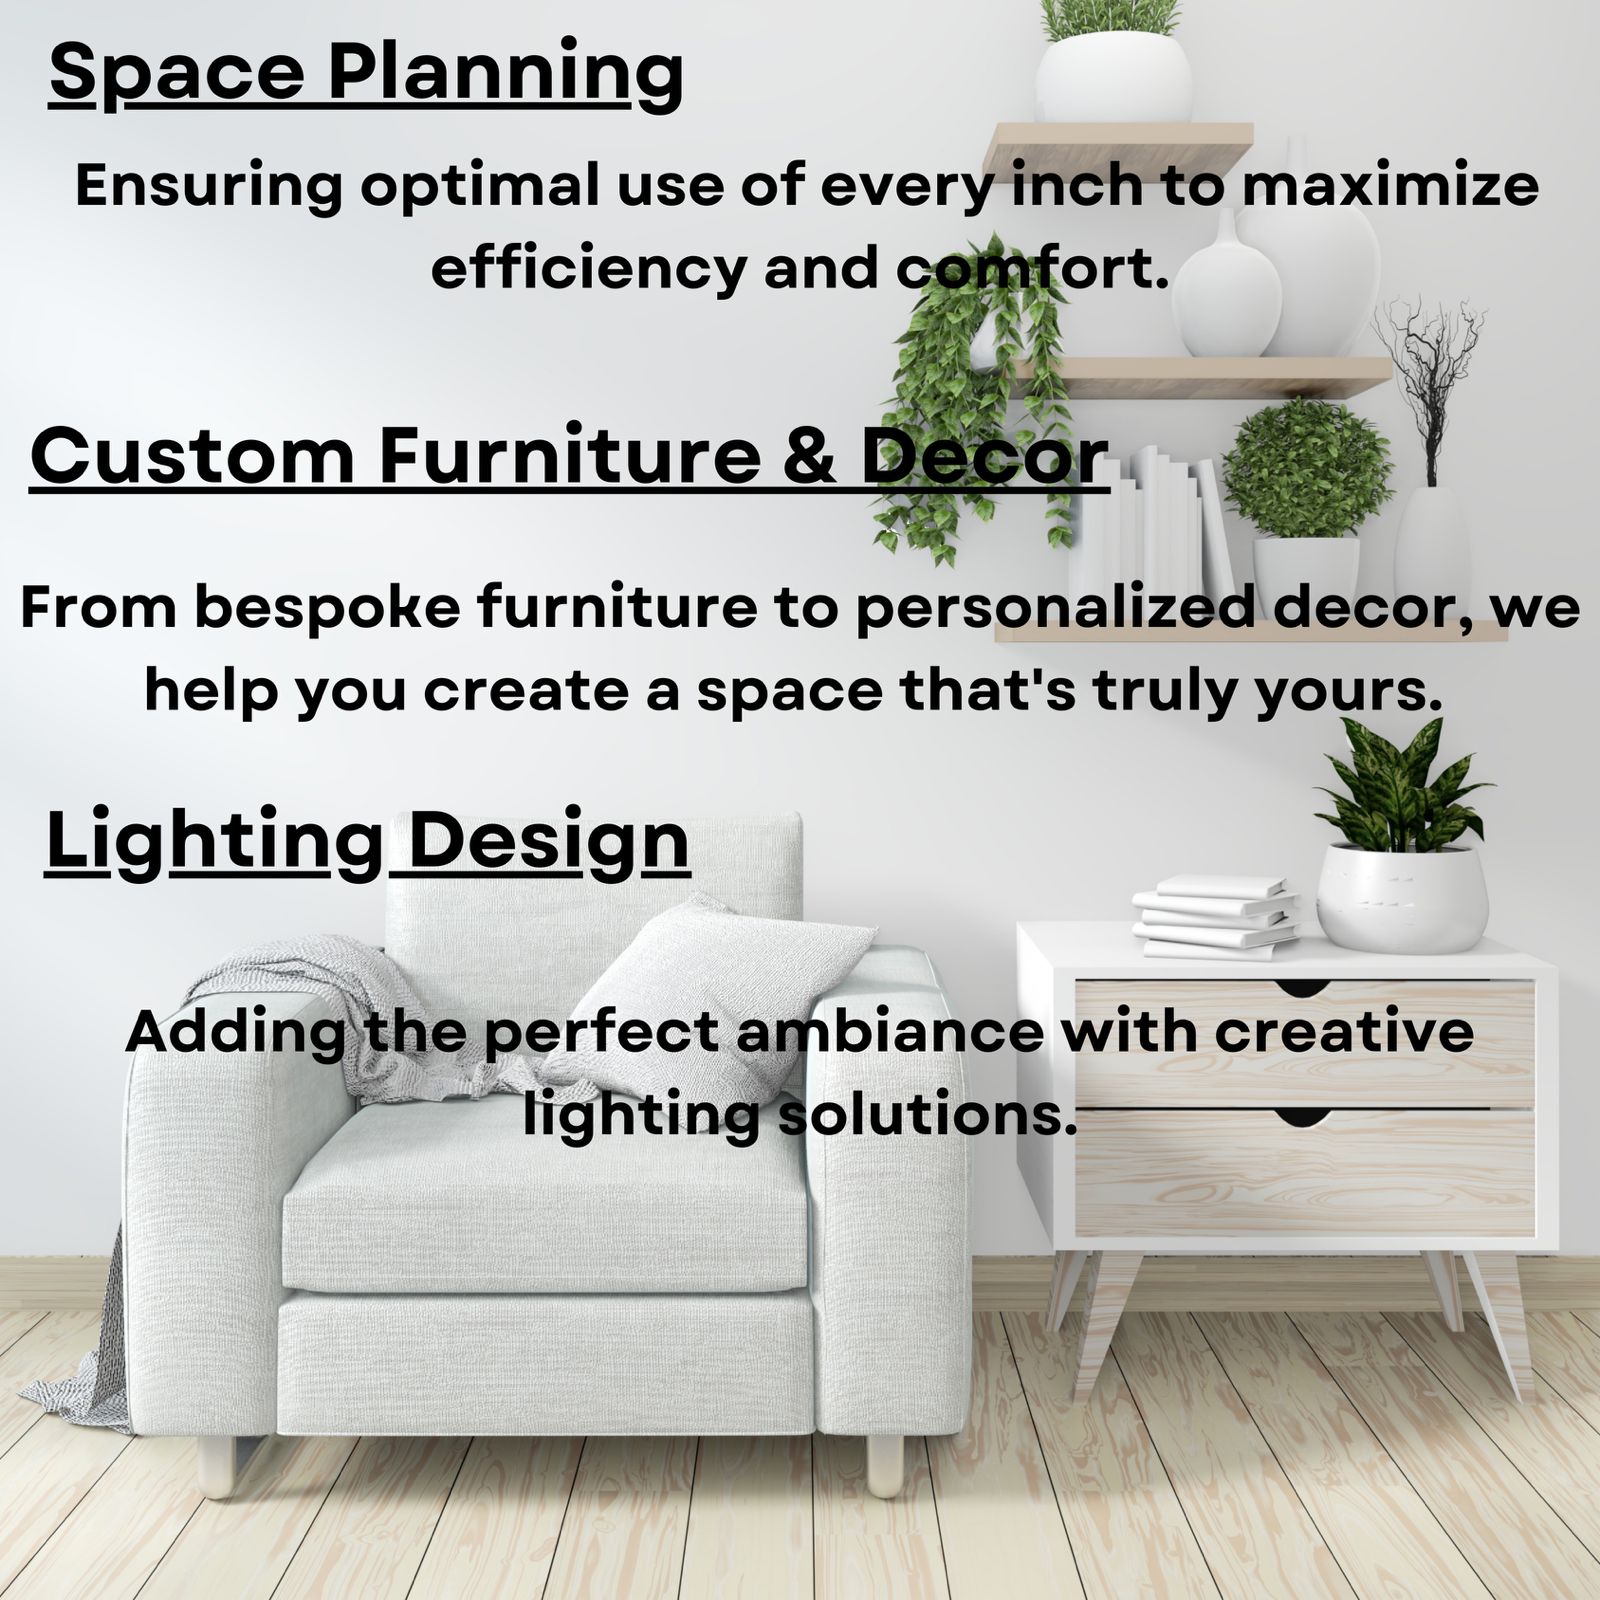 Space Planning
Ensuring optimal use of every inch to maximize
efficiency and comfort.
Custom Furniture & Decor
From bespoke furniture to personalized decor, we
help you create a space that's truly yours.
Lighting Design
Adding the perfect ambiance with creative
lighting solutions.